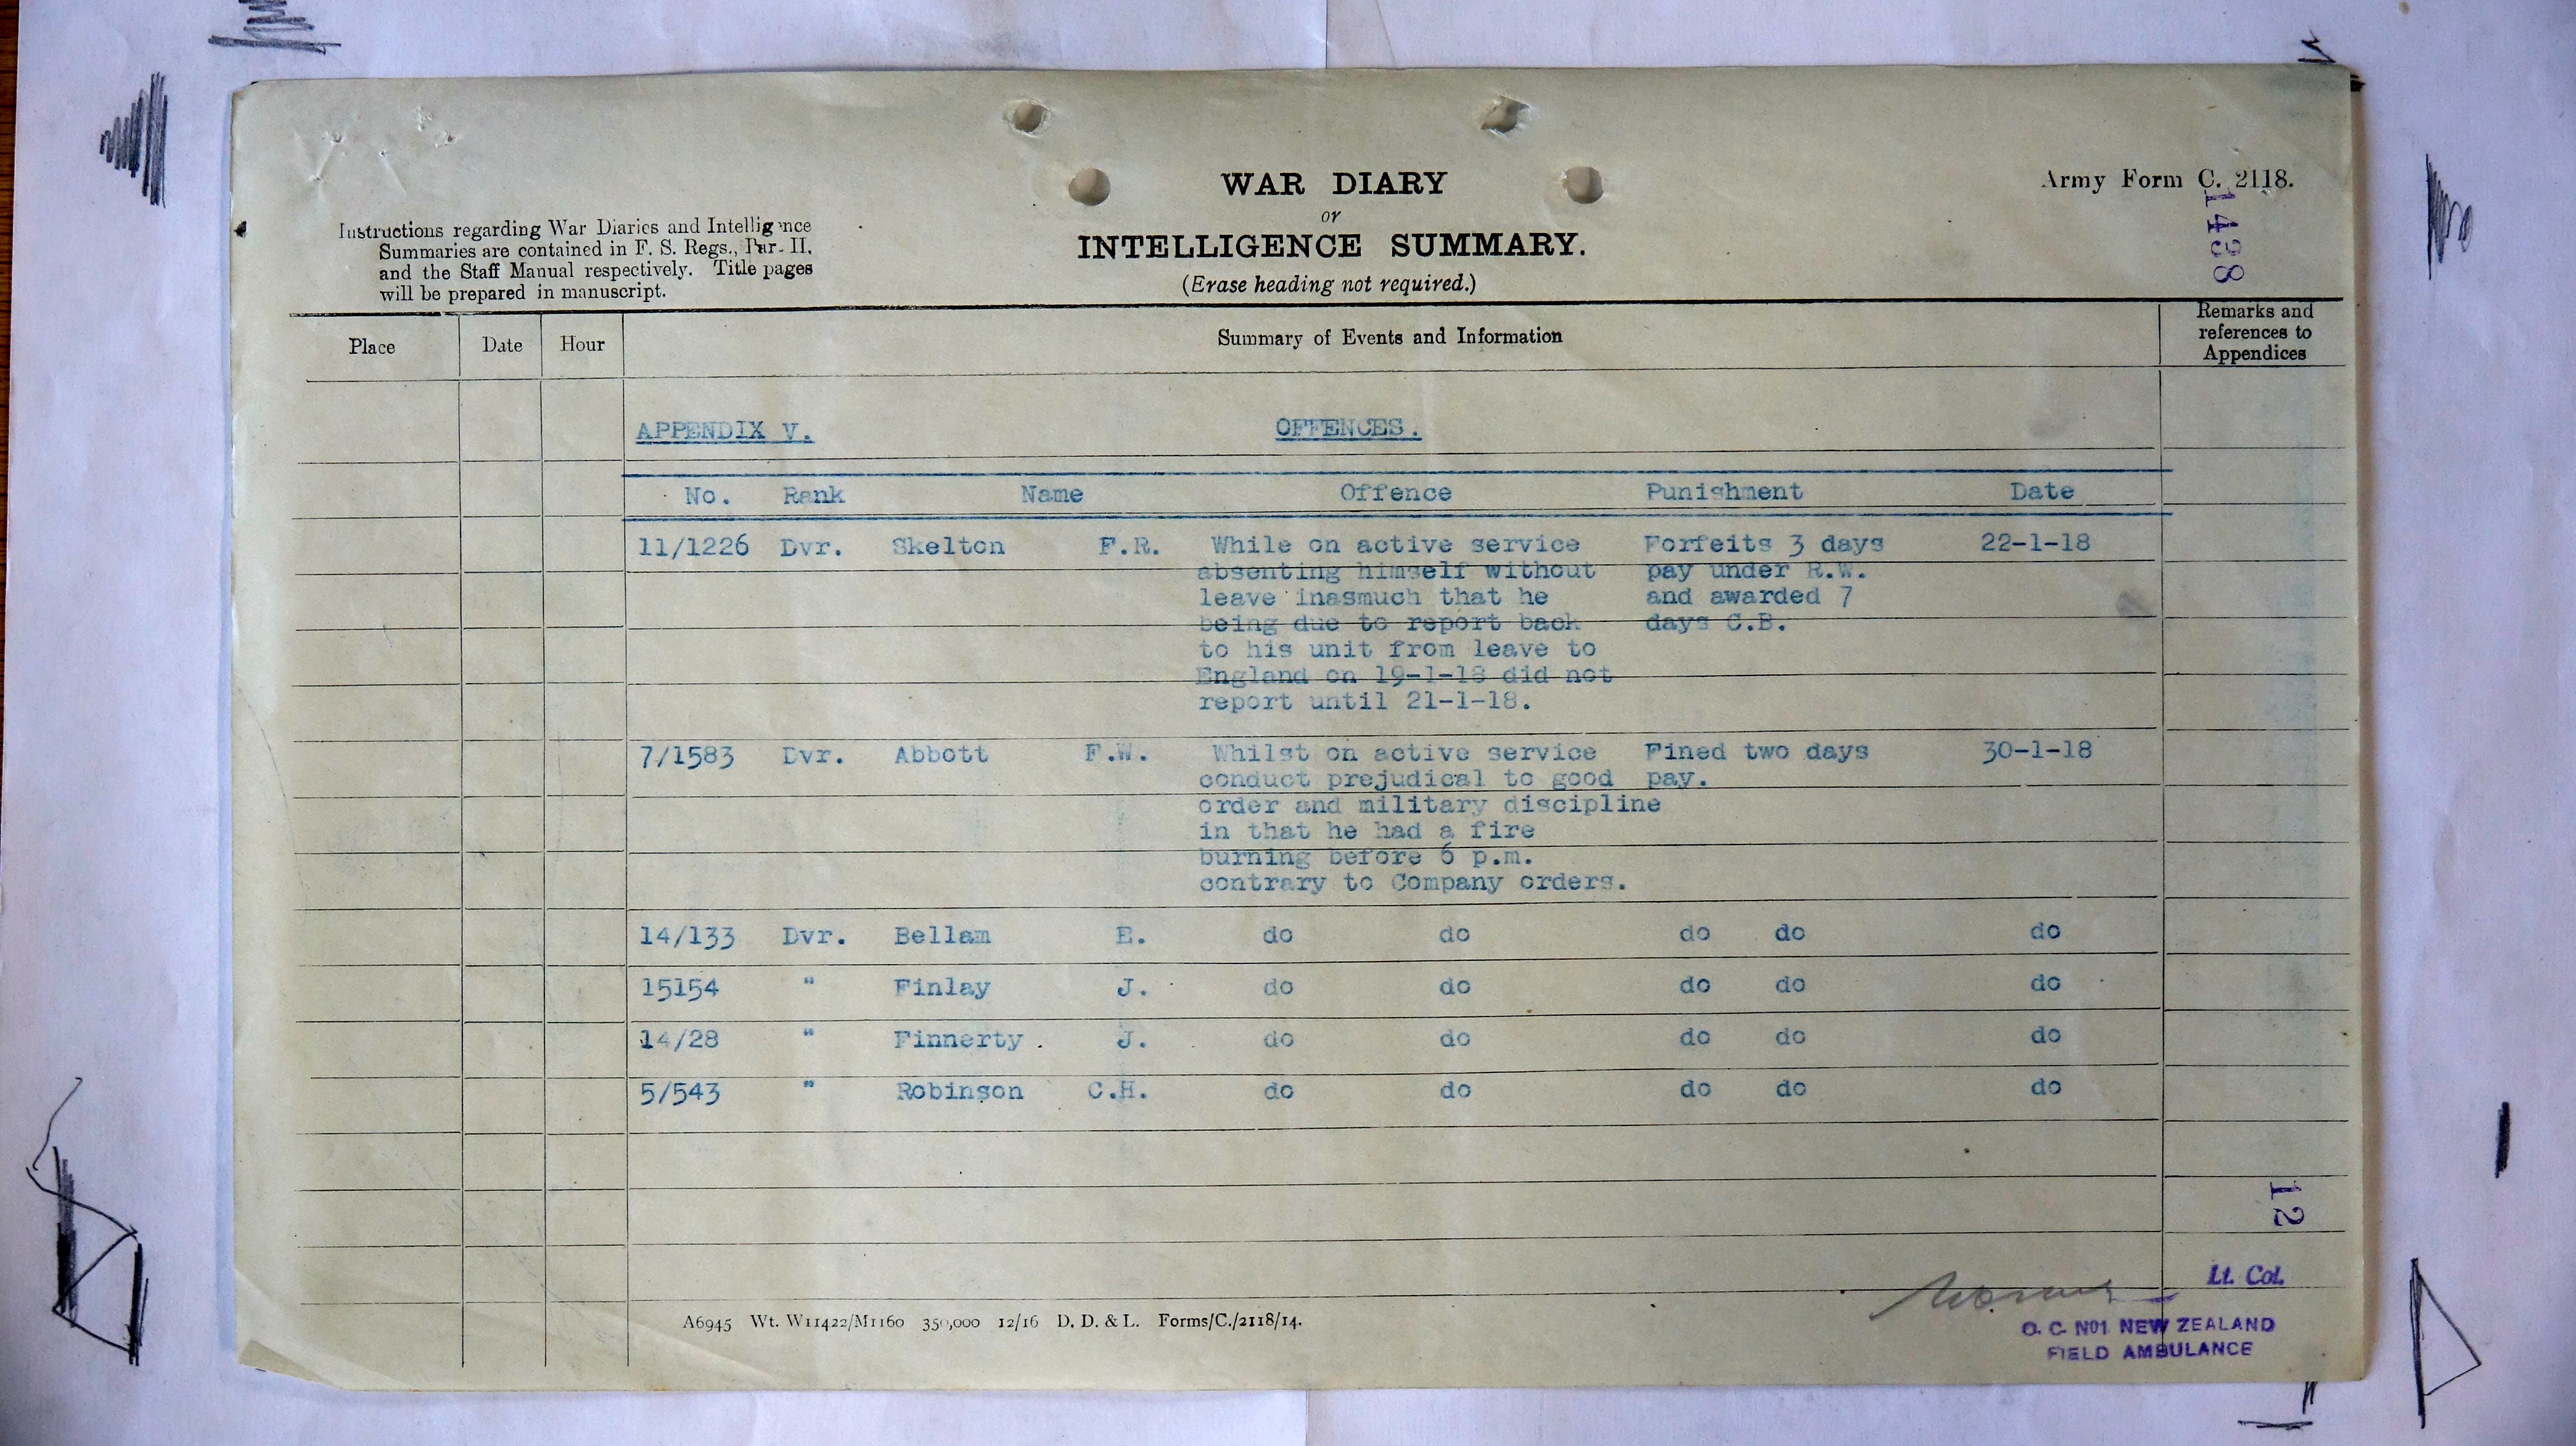 WAR DIARY
or
INTELLIGENCE SUMMARY.
(Erase heading not required.)
Army Form C. 2118.
1438
Instructions regarding War Diaries and Intelligence
Summaries are contained in F. S. Regs., Par. II.
and the Staff Manual respectively. Title pages
will be prepared in manuscript.
Place Date Hour Summary of Events and Information Remarks and references to Appendices
APPENDIX V. OFFENCES.
No. Rank Name Offence Punishment Date
11/1226 Dvr. Skelton F.R. While on active service Forfeits 3 days 22-1-18
absenting himself without pay under R.W.
leave inasmuch that he and awarded 7
being due to report back days C.B.
to his unit from leave to
England on 19-1-18 did not
report until 21-1-18.
7/1583 Dvr. Abbott F.W. Whilst on active service Fined two days 30-1-18
conduct prejudical to good pay.
order and military discipline
in that he had a fire
burning before 6 p.m.
contrary to Company orders.
14/133 Dvr. Bellam E. do do do do do
15154 " Finlay J. do do do do do
14/28 " Finnerty . J. do do do do do
5/543 " Robinson C.H. do do do do do
12
Lt. Col.
O. C. No1 NEW ZEALAND
FIELD AMBULANCE
A6945 Wt. W11422/M1160 350,000 12/16 D. D. & L. Forms/C./2118/14.